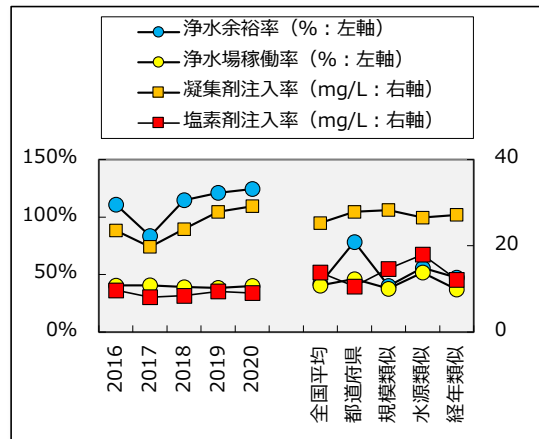 浄水余裕率（%：左軸）
浄水場稼働率（%：左軸）
凝集剤注入率（mg/L：右軸）
塩素剤注入率（mg/L：右軸）
150%
100%
50%
0%
40
20
0
2016
2017
2018
2019
2020
全国平均
都道府県
規模類似
水源類似
経年類似